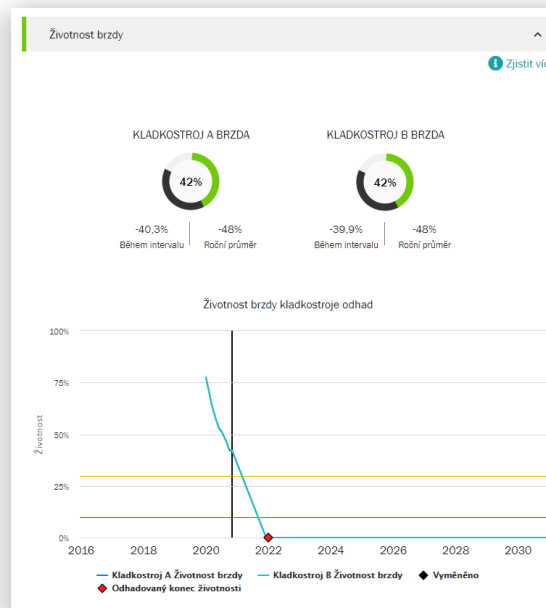 Životnost brzdy
Zjistit víc
KLADKOSTROJ A BRZDA KLADKOSTROJ B BRZDA
42% 42%
-40,3% -48% -39,9% -48%
Během intervalu Roční průměr Během intervalu Roční průměr
Životnost brzdy kladkostroje odhad
100%
75%
50%
25%
0%
Životnost
2016 2018 2020 2022 2024 2026 2028 2030
Kladkostroj A Životnost brzdy Kladkostroj B Životnost brzdy Vyměněno
Odhadovaný konec životnosti